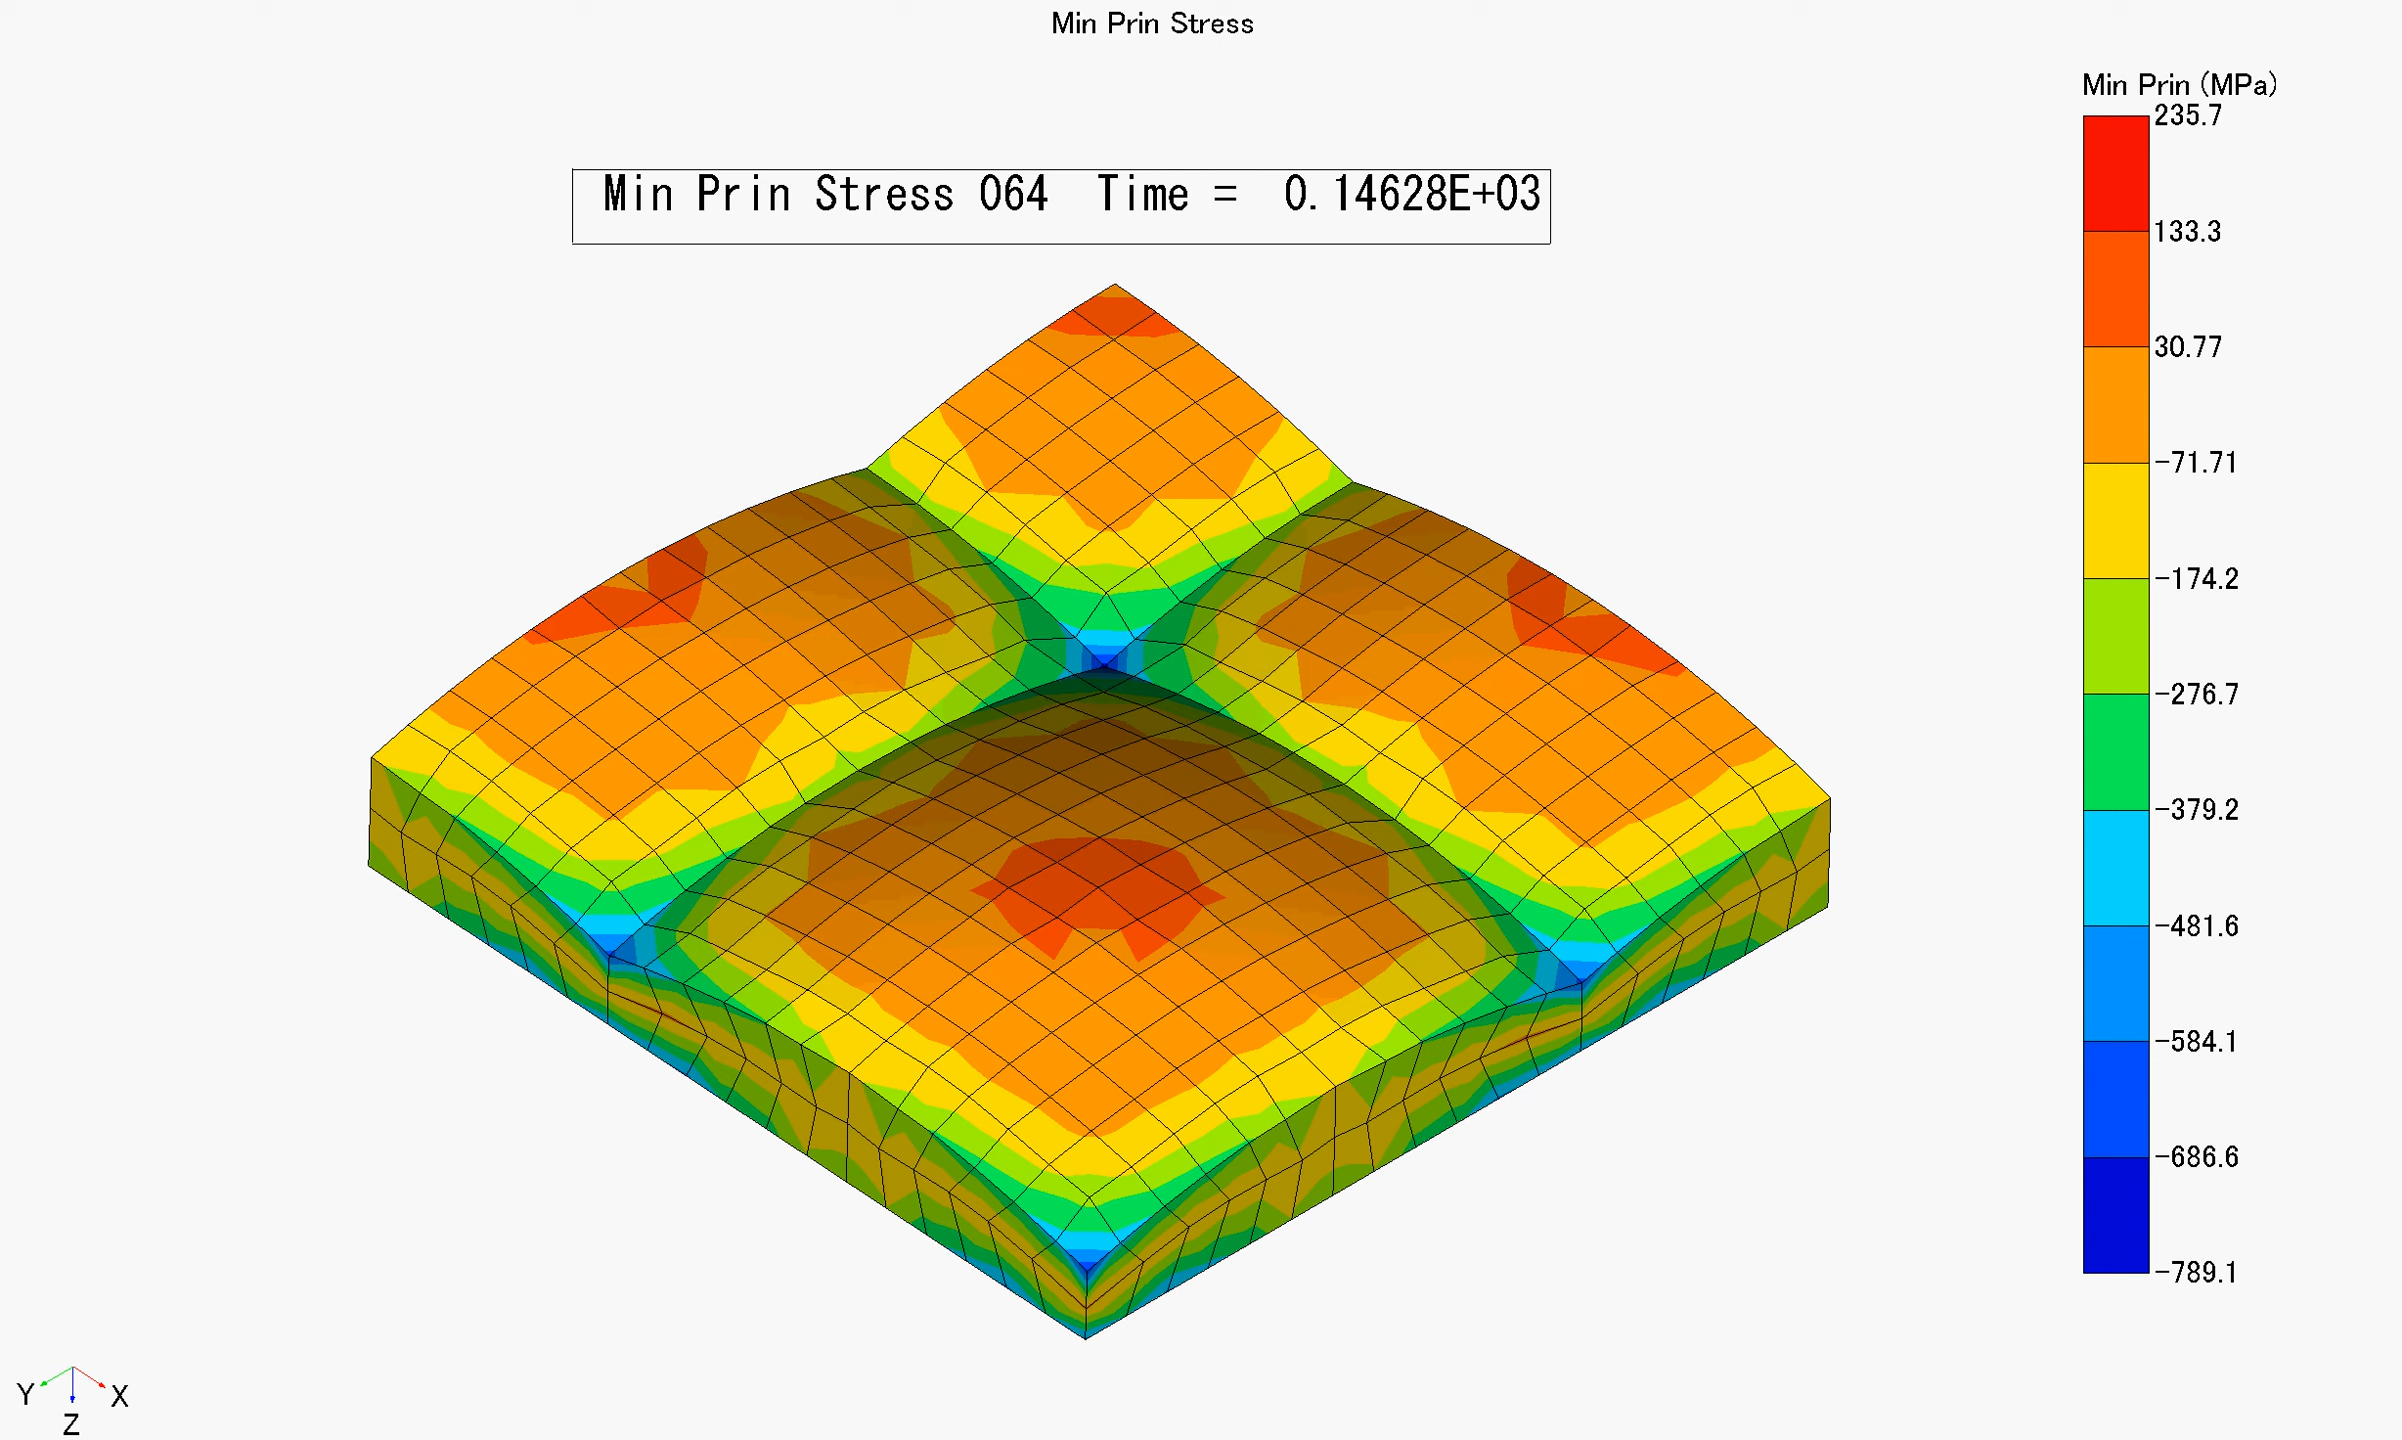 Min Prin Stress
Min Prin (MPa)
235.7
133.3
30.77
-71.71
-174.2
-276.7
-379.2
-481.6
-584.1
-686.6
-789.1
Min Prin Stress 064 Time = 0.14628E+03
Y X
Z